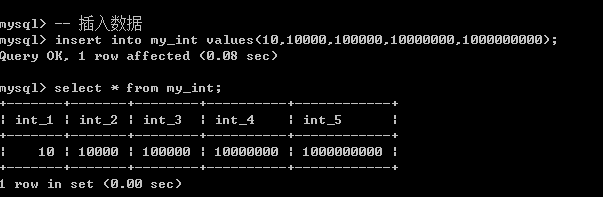 mysql> -- 插入数据
mysql> insert into my_int values(10,10000,100000,10000000,1000000000);
Query OK, 1 row affected (0.08 sec)
mysql> select * from my_int;
+-------+-------+--------+----------+------------+
¦ int_1 ¦ int_2 ¦ int_3 ¦ int_4 ¦ int_5 ¦
+-------+-------+--------+----------+------------+
¦ 10 ¦ 10000 ¦ 100000 ¦ 10000000 ¦ 1000000000 ¦
+-------+-------+--------+----------+------------+
1 row in set (0.00 sec)